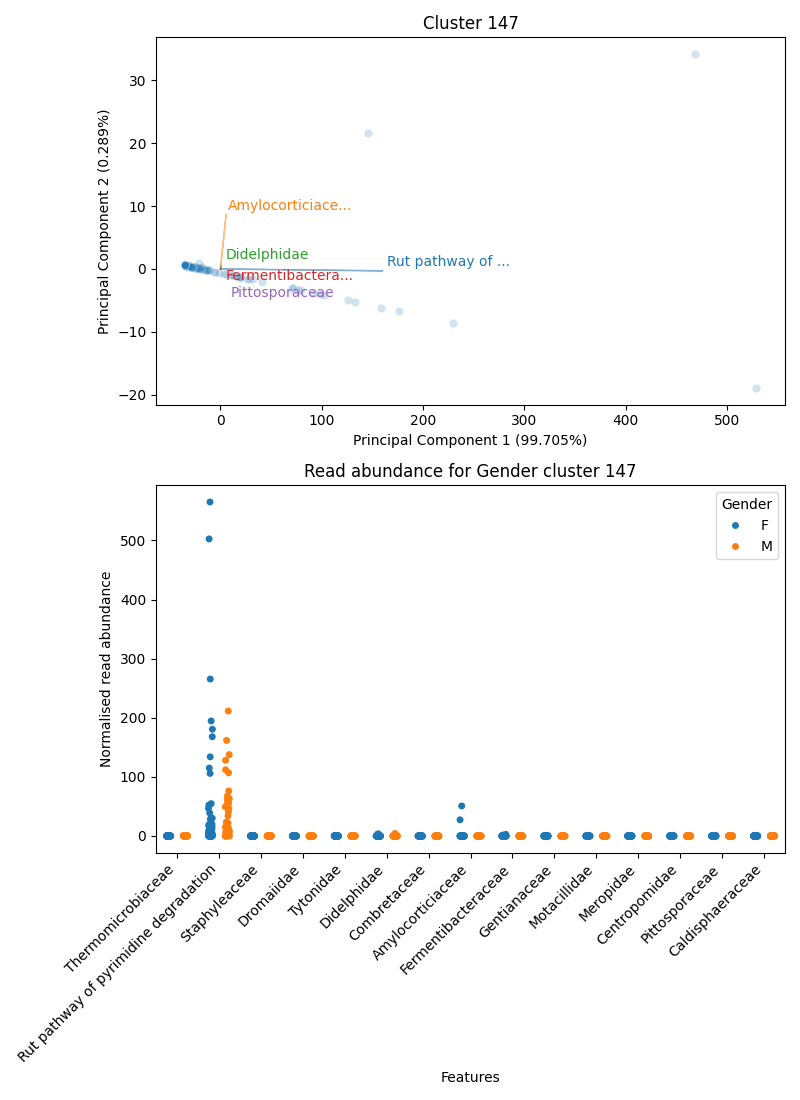 Cluster 147
Principal Component 2 (0.289%)
30
20
10
0
−10
−20
Amylocorticiace...
Didelphidae
Rut pathway of ...
Fermentibactera...
Pittosporaceae
0
100
200
300
400
500
Principal Component 1 (99.705%)
Read abundance for Gender cluster 147
Normalised read abundance
500
400
300
200
100
0
Gender
F
M
Thermomicrobiaceae
Rut pathway of pyrimidine degradation
Staphyleaceae
Dromaiidae
Tytonidae
Didelphidae
Combretaceae
Amylocorticiaceae
Fermentibacteraceae
Gentianaceae
Motacillidae
Meropidae
Centropomidae
Pittosporaceae
Caldisphaeraceae
Features